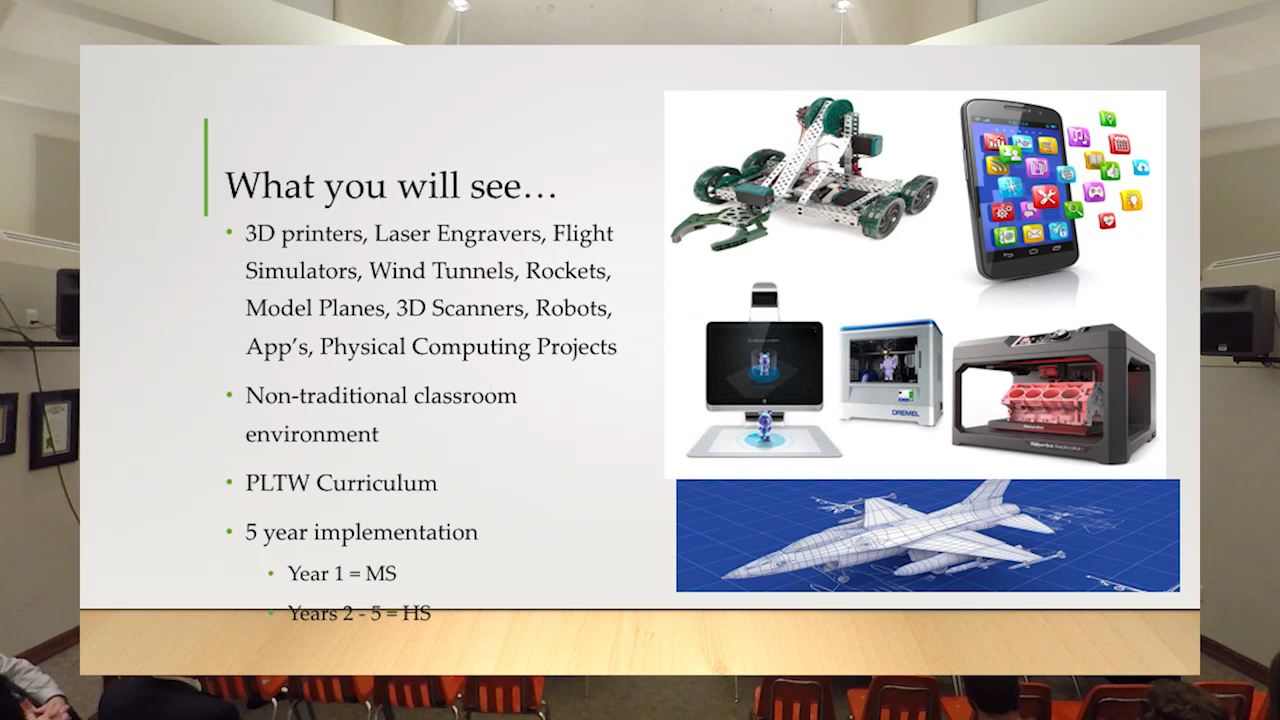 What you will see…
• 3D printers, Laser Engravers, Flight
Simulators, Wind Tunnels, Rockets,
Model Planes, 3D Scanners, Robots,
App’s, Physical Computing Projects
• Non-traditional classroom
environment
• PLTW Curriculum
• 5 year implementation
• Year 1 = MS
• Years 2 - 5 = HS
DREMEL